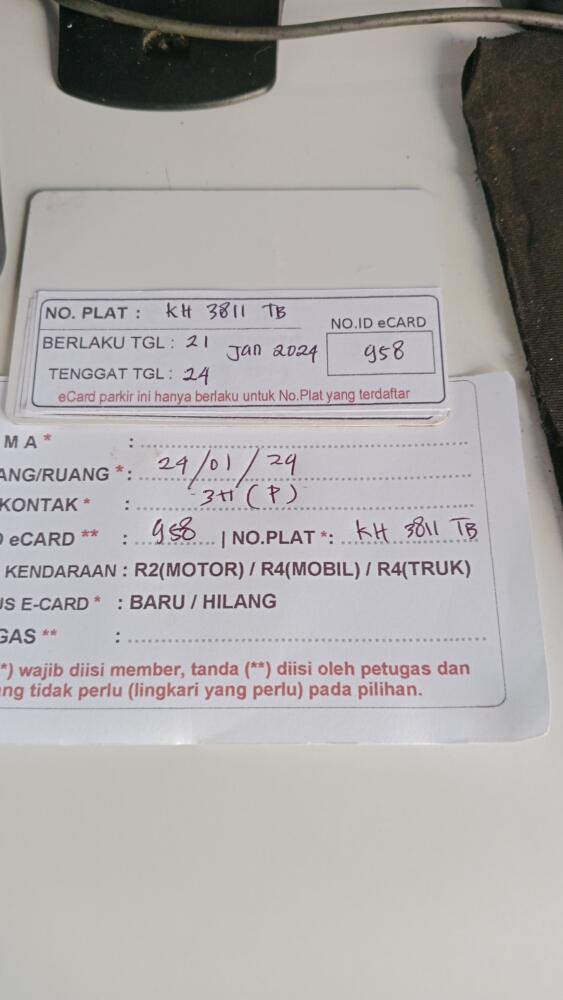 NO. PLAT : KH 3811 TB
NO.ID eCARD
BERLAKU TGL : 21 Jan 2024
958
TENGGAT TGL : 24
eCard parkir ini hanya berlaku untuk No.Plat yang terdaftar
M A * :
ANG/RUANG * : 24/01/24
KONTAK * : 3H (P)
eCARD ** : 958 | NO.PLAT *: KH 3811 TB
KENDARAAN : R2(MOTOR) / R4(MOBIL) / R4(TRUK)
US E-CARD * : BARU / HILANG
GAS ** :
*) wajib diisi member, tanda (**) diisi oleh petugas dan
ng tidak perlu (lingkari yang perlu) pada pilihan.